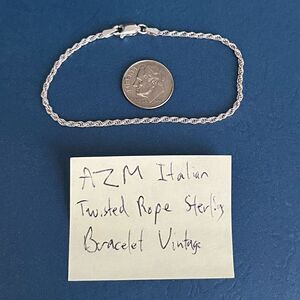 AZM Italian
Twisted Rope Sterling
Bracelet Vintage